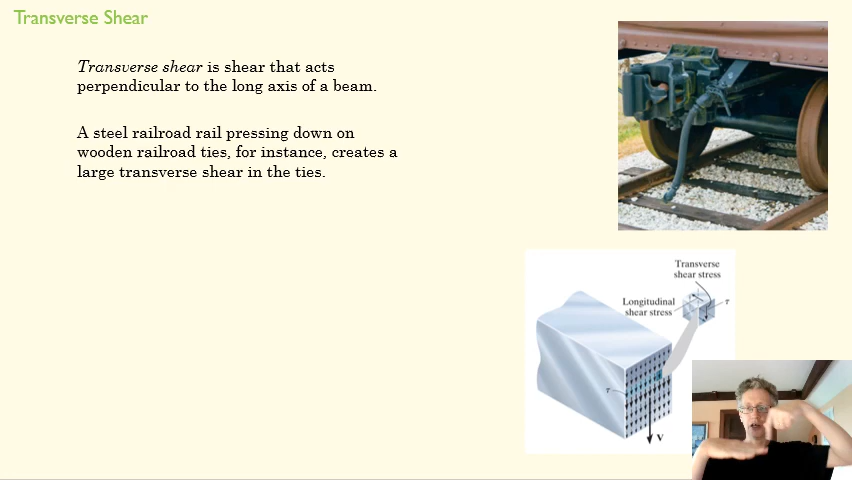 Transverse Shear
Transverse shear is shear that acts
perpendicular to the long axis of a beam.
A steel railroad rail pressing down on
wooden railroad ties, for instance, creates a
large transverse shear in the ties.
Transverse
shear stress
Longitudinal
shear stress
τ
τ
V